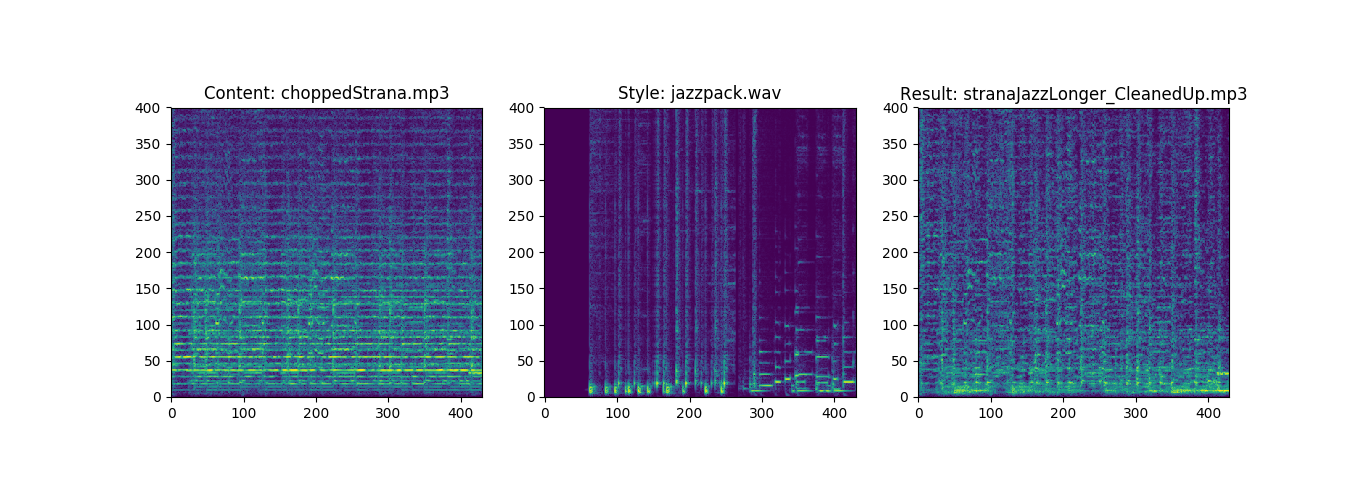 Content: choppedStrana.mp3
Style: jazzpack.wav
Result: stranaJazzLonger_CleanedUp.mp3
400 400 400
350 350 350
300 300 300
250 250 250
200 200 200
150 150 150
100 100 100
50 50 50
0 0 0
0 100 200 300 400 0 100 200 300 400 0 100 200 300 400